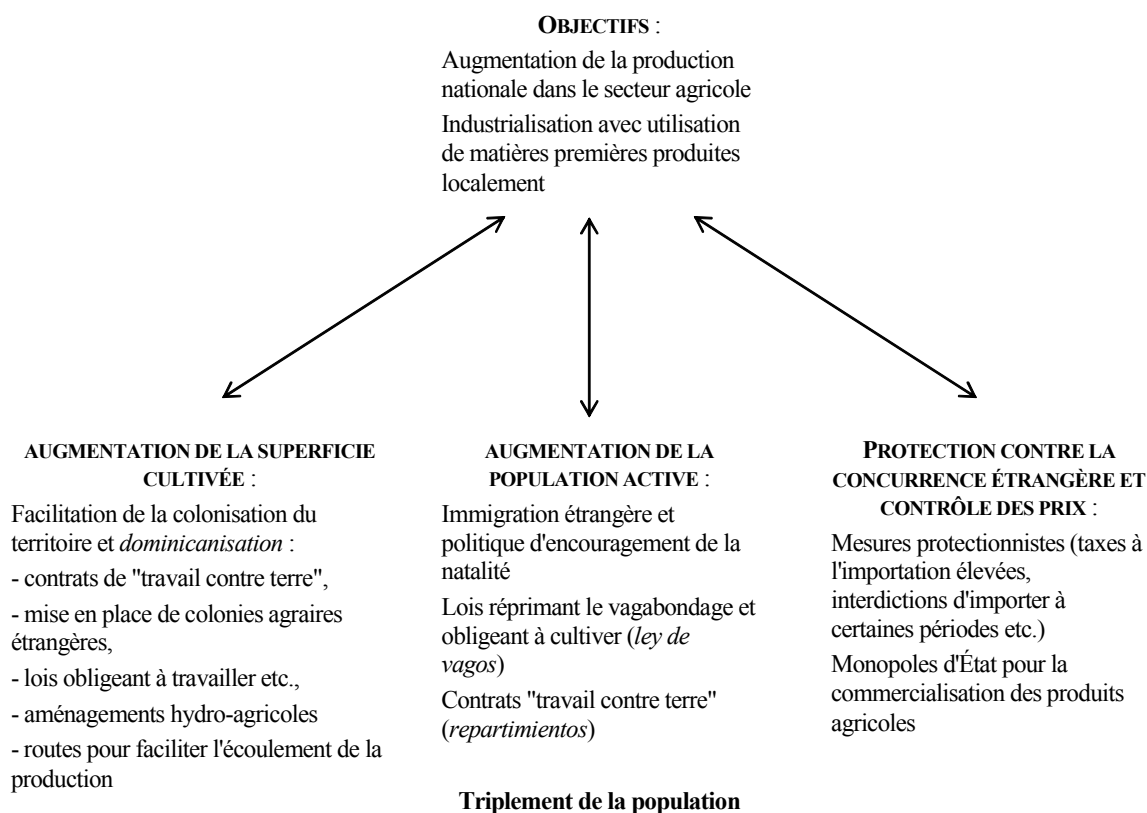 OBJECTIFS :
Augmentation de la production
nationale dans le secteur agricole
Industrialisation avec utilisation
de matières premières produites
localement
AUGMENTATION DE LA SUPERFICIE
CULTIVÉE :
Facilitation de la colonisation du
territoire et dominicanisation :
- contrats de "travail contre terre",
- mise en place de colonies agraires
étrangères,
- lois obligeant à travailler etc.,
- aménagements hydro-agricoles
- routes pour faciliter l'écoulement de la
production
AUGMENTATION DE LA
POPULATION ACTIVE :
Immigration étrangère et
politique d'encouragement de la
natalité
Lois réprimant le vagabondage et
obligeant à cultiver (ley de
vagos)
Contrats "travail contre terre"
(repartimientos)
Triplement de la population
PROTECTION CONTRE LA
CONCURRENCE ÉTRANGÈRE ET
CONTRÔLE DES PRIX :
Mesures protectionnistes (taxes à
l'importation élevées,
interdictions d'importer à
certaines périodes etc.)
Monopoles d'État pour la
commercialisation des produits
agricoles